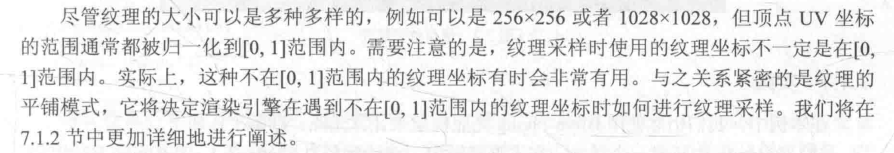 尽管纹理的大小可以是多种多样的，例如可以是 256×256 或者 1028×1028，但顶点 UV 坐标
的范围通常都被归一化到[0, 1]范围内。需要注意的是，纹理采样时使用的纹理坐标不一定是在[0,
1]范围内。实际上，这种不在[0, 1]范围内的纹理坐标有时会非常有用。与之关系紧密的是纹理的
平铺模式，它将决定渲染引擎在遇到不在[0, 1]范围内的纹理坐标时如何进行纹理采样。我们将在
7.1.2 节中更加详细地进行阐述。